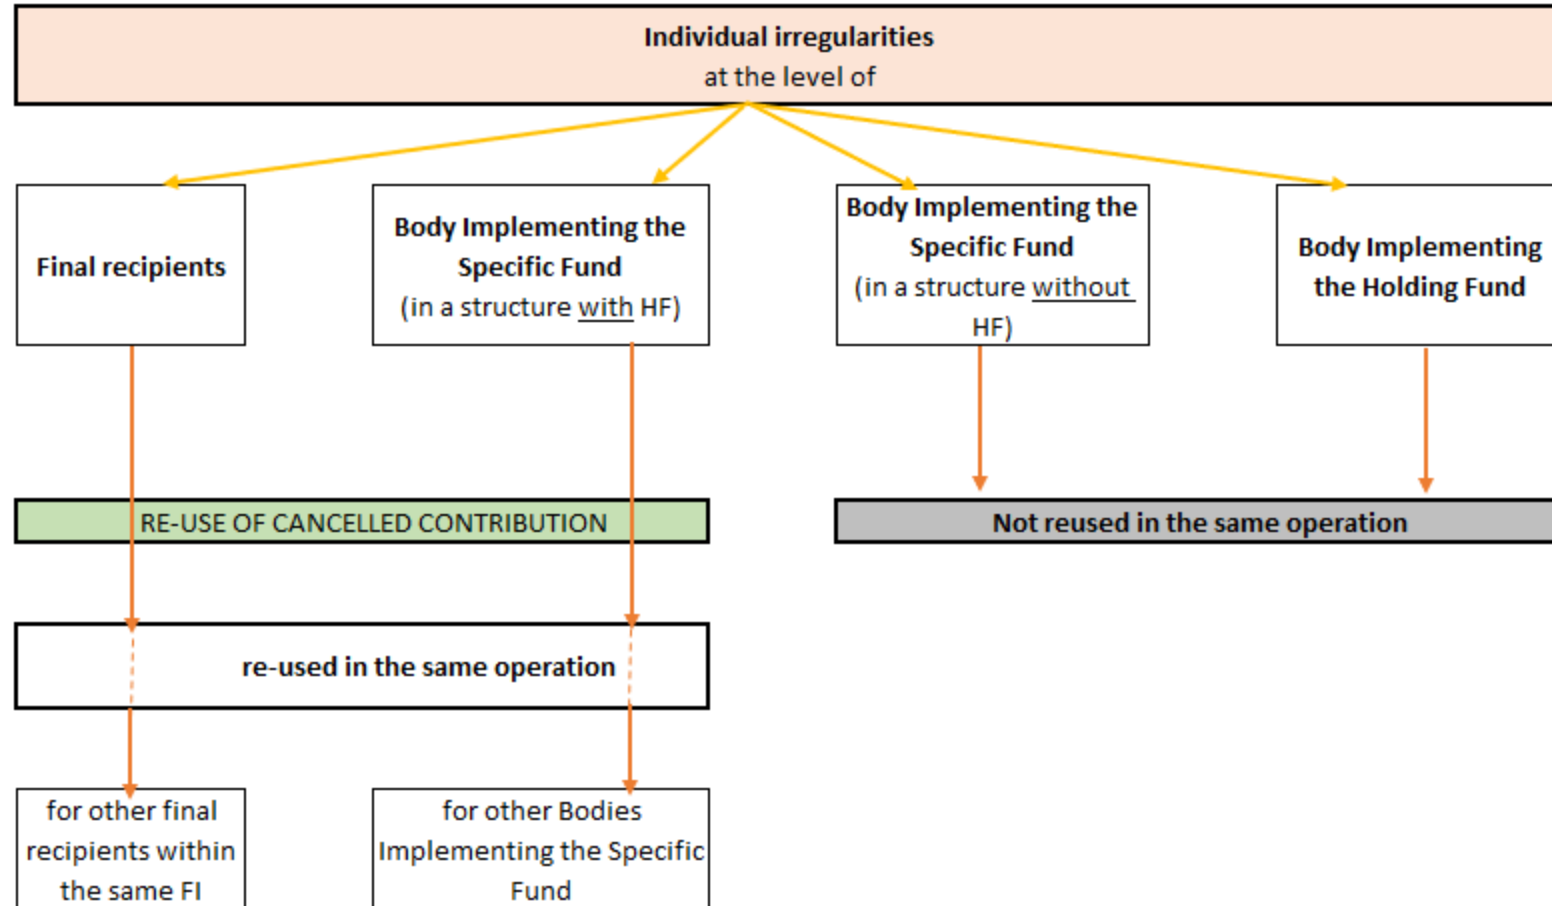 Individual irregularities
at the level of
Final recipients
Body Implementing the
Specific Fund
(in a structure with HF)
Body Implementing the
Specific Fund
(in a structure without
HF)
Body Implementing
the Holding Fund
RE-USE OF CANCELLED CONTRIBUTION
Not reused in the same operation
re-used in the same operation
for other final
recipients within
the same FI
for other Bodies
Implementing the Specific
Fund